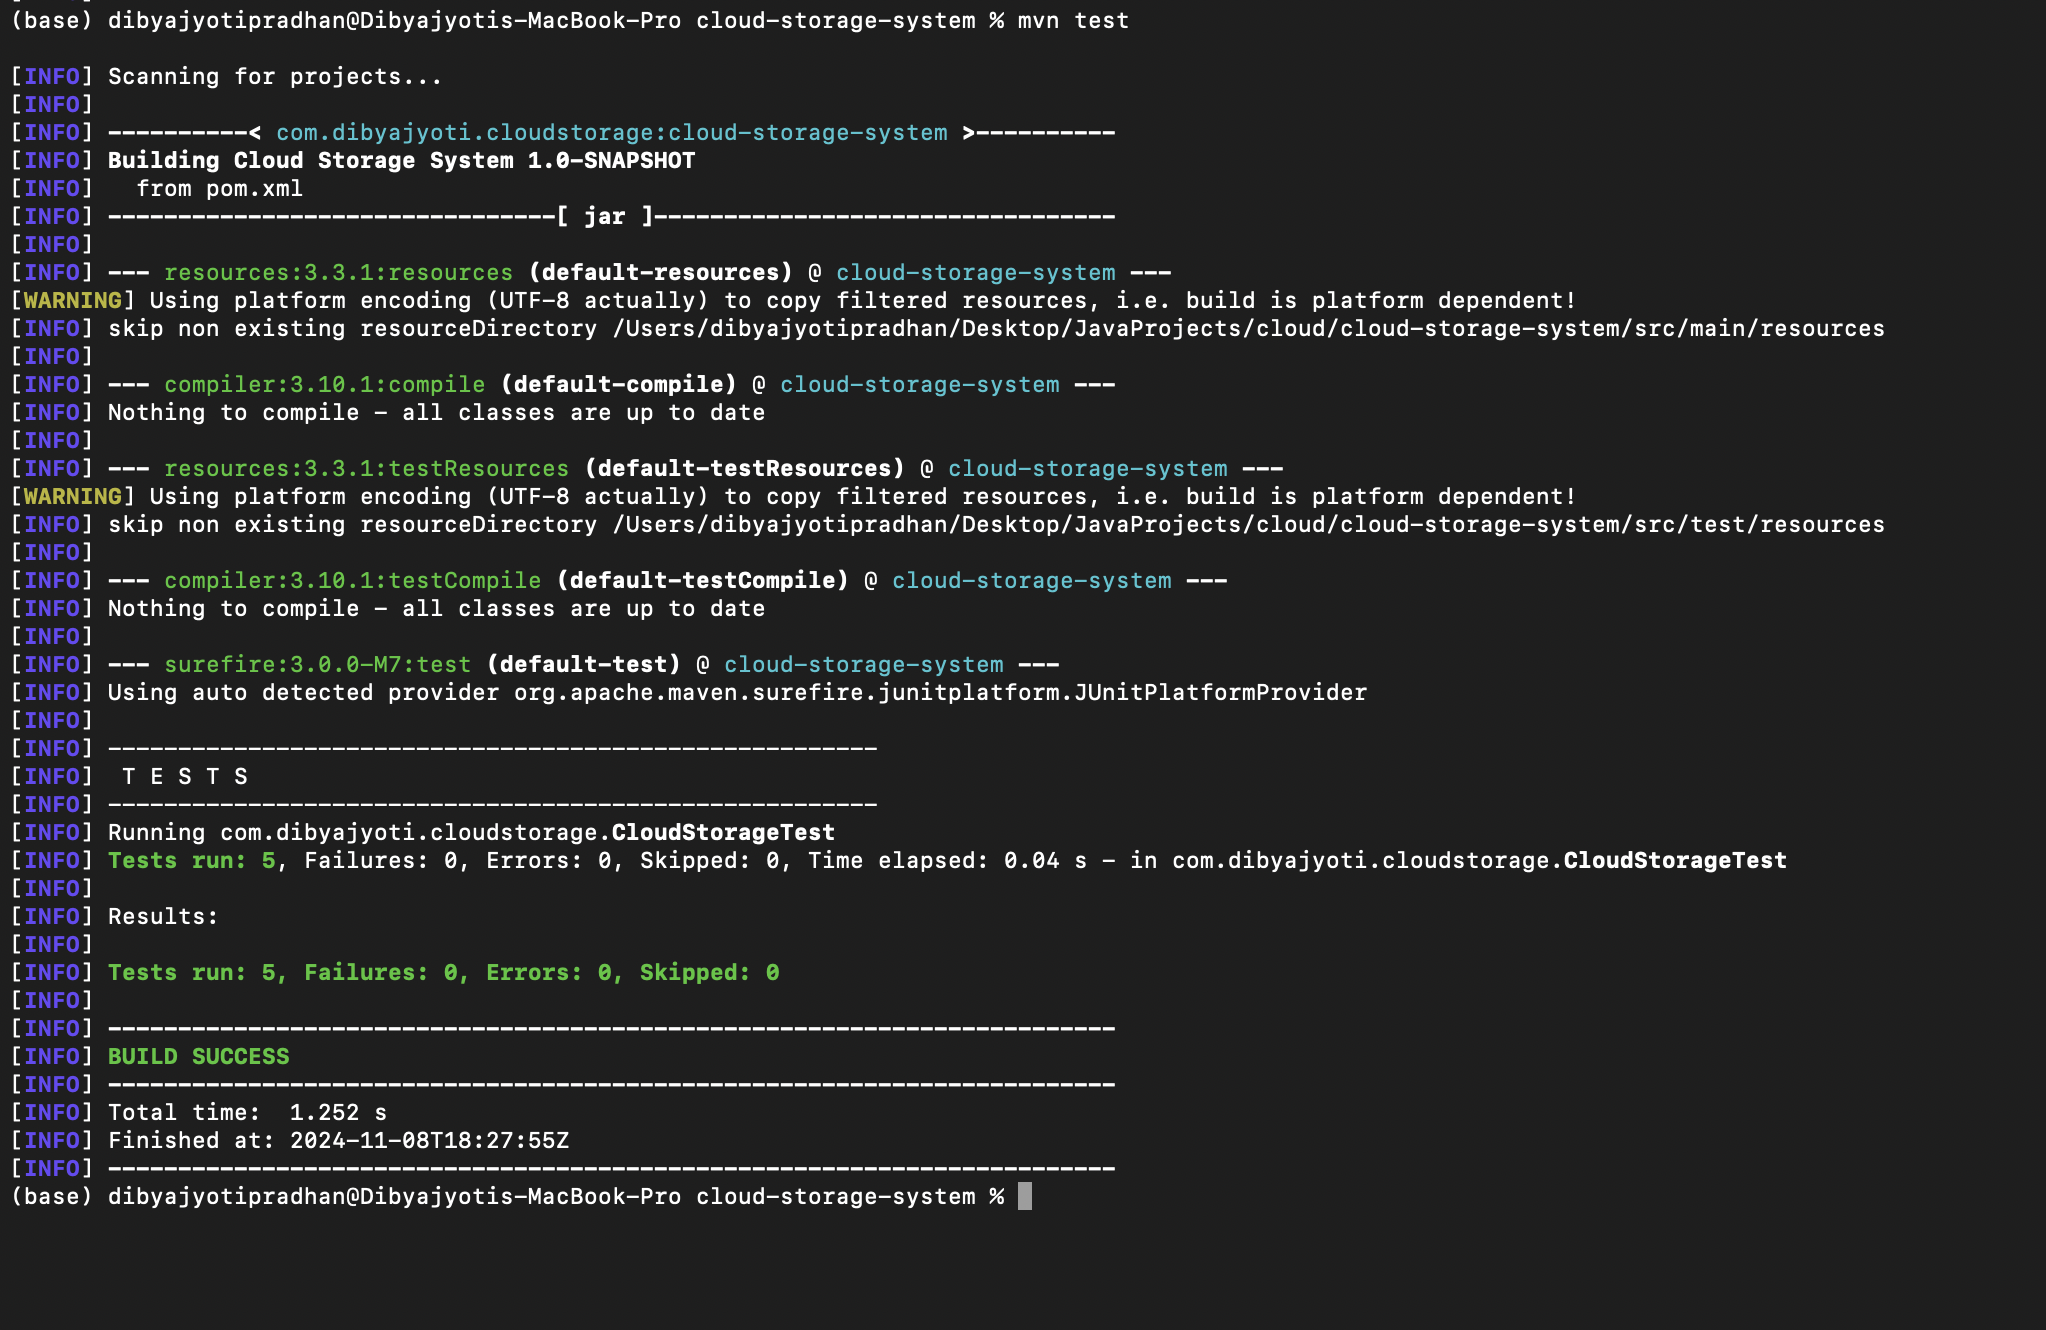 (base) dibyajyotipradhan@Dibyajyotis-MacBook-Pro cloud-storage-system % mvn test
[INFO] Scanning for projects...
[INFO]
[INFO] ----------< com.dibyajyoti.cloudstorage:cloud-storage-system >----------
[INFO] Building Cloud Storage System 1.0-SNAPSHOT
[INFO]   from pom.xml
[INFO] --------------------------------[ jar ]---------------------------------
[INFO]
[INFO] --- resources:3.3.1:resources (default-resources) @ cloud-storage-system ---
[WARNING] Using platform encoding (UTF-8 actually) to copy filtered resources, i.e. build is platform dependent!
[INFO] skip non existing resourceDirectory /Users/dibyajyotipradhan/Desktop/JavaProjects/cloud/cloud-storage-system/src/main/resources
[INFO]
[INFO] --- compiler:3.10.1:compile (default-compile) @ cloud-storage-system ---
[INFO] Nothing to compile - all classes are up to date
[INFO]
[INFO] --- resources:3.3.1:testResources (default-testResources) @ cloud-storage-system ---
[WARNING] Using platform encoding (UTF-8 actually) to copy filtered resources, i.e. build is platform dependent!
[INFO] skip non existing resourceDirectory /Users/dibyajyotipradhan/Desktop/JavaProjects/cloud/cloud-storage-system/src/test/resources
[INFO]
[INFO] --- compiler:3.10.1:testCompile (default-testCompile) @ cloud-storage-system ---
[INFO] Nothing to compile - all classes are up to date
[INFO]
[INFO] --- surefire:3.0.0-M7:test (default-test) @ cloud-storage-system ---
[INFO] Using auto detected provider org.apache.maven.surefire.junitplatform.JUnitPlatformProvider
[INFO]
[INFO] -------------------------------------------------------
[INFO]  T E S T S
[INFO] -------------------------------------------------------
[INFO] Running com.dibyajyoti.cloudstorage.CloudStorageTest
[INFO] Tests run: 5, Failures: 0, Errors: 0, Skipped: 0, Time elapsed: 0.04 s - in com.dibyajyoti.cloudstorage.CloudStorageTest
[INFO]
[INFO] Results:
[INFO]
[INFO] Tests run: 5, Failures: 0, Errors: 0, Skipped: 0
[INFO]
[INFO] ------------------------------------------------------------------------
[INFO] BUILD SUCCESS
[INFO] ------------------------------------------------------------------------
[INFO] Total time:  1.252 s
[INFO] Finished at: 2024-11-08T18:27:55Z
[INFO] ------------------------------------------------------------------------
(base) dibyajyotipradhan@Dibyajyotis-MacBook-Pro cloud-storage-system %